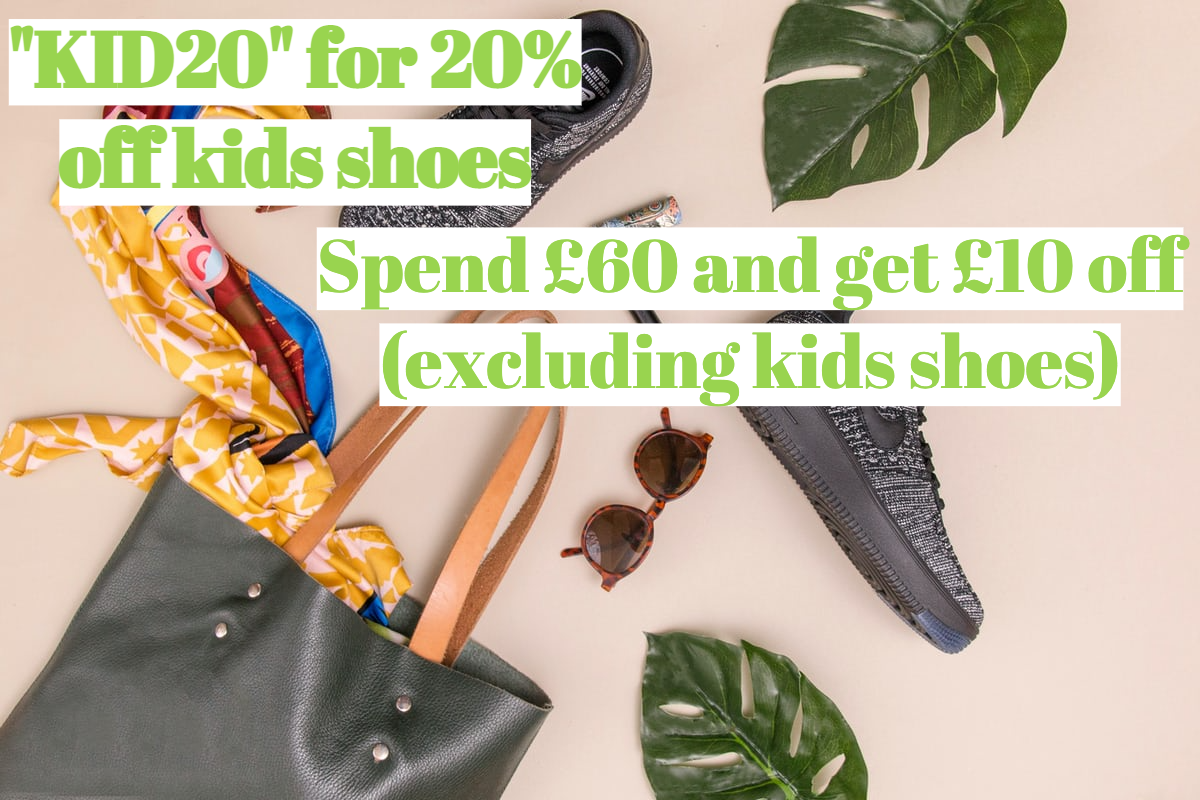 "KID20" for 20%
off kids shoes
Spend £60 and get £10 off
(excluding kids shoes)